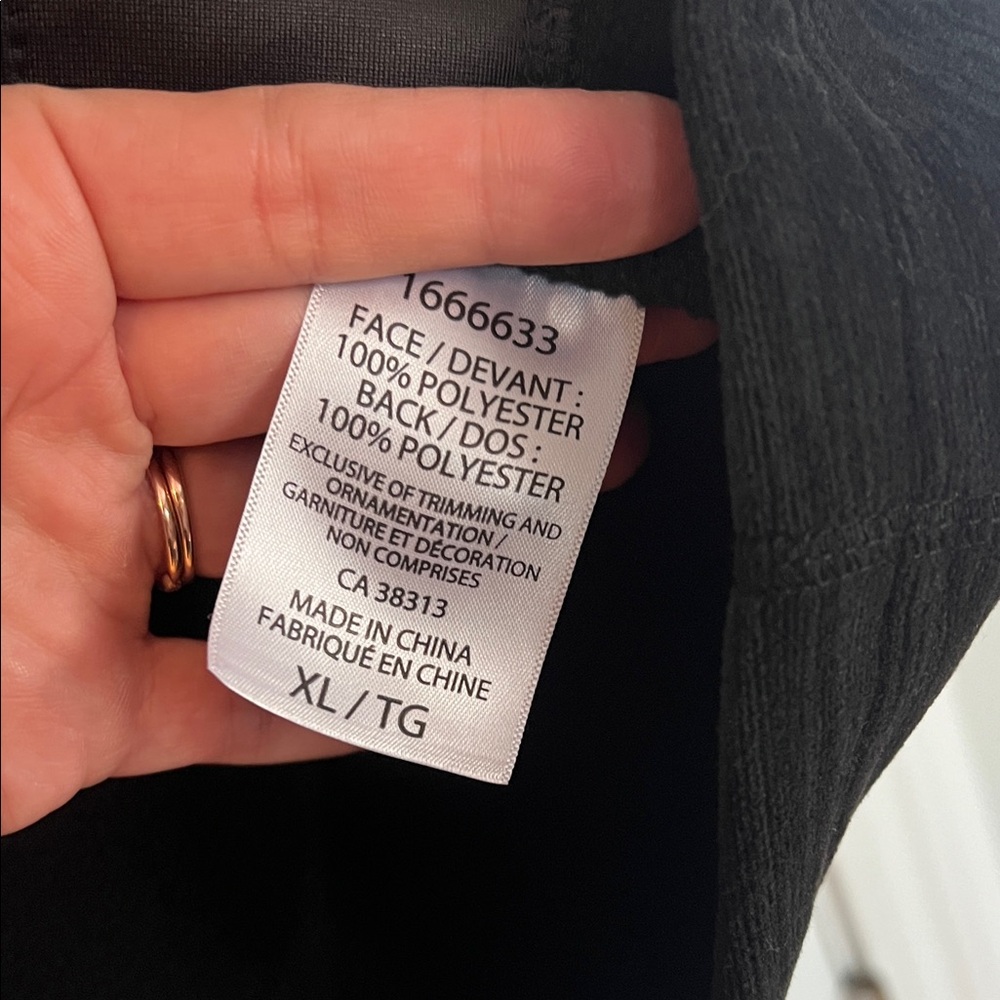 1666633
FACE / DEVANT :
100% POLYESTER
BACK / DOS :
100% POLYESTER
EXCLUSIVE OF TRIMMING AND
ORNAMENTATION /
GARNITURE ET DÉCORATION
NON COMPRISES
CA 38313
MADE IN CHINA
FABRIQUÉ EN CHINE
XL / TG